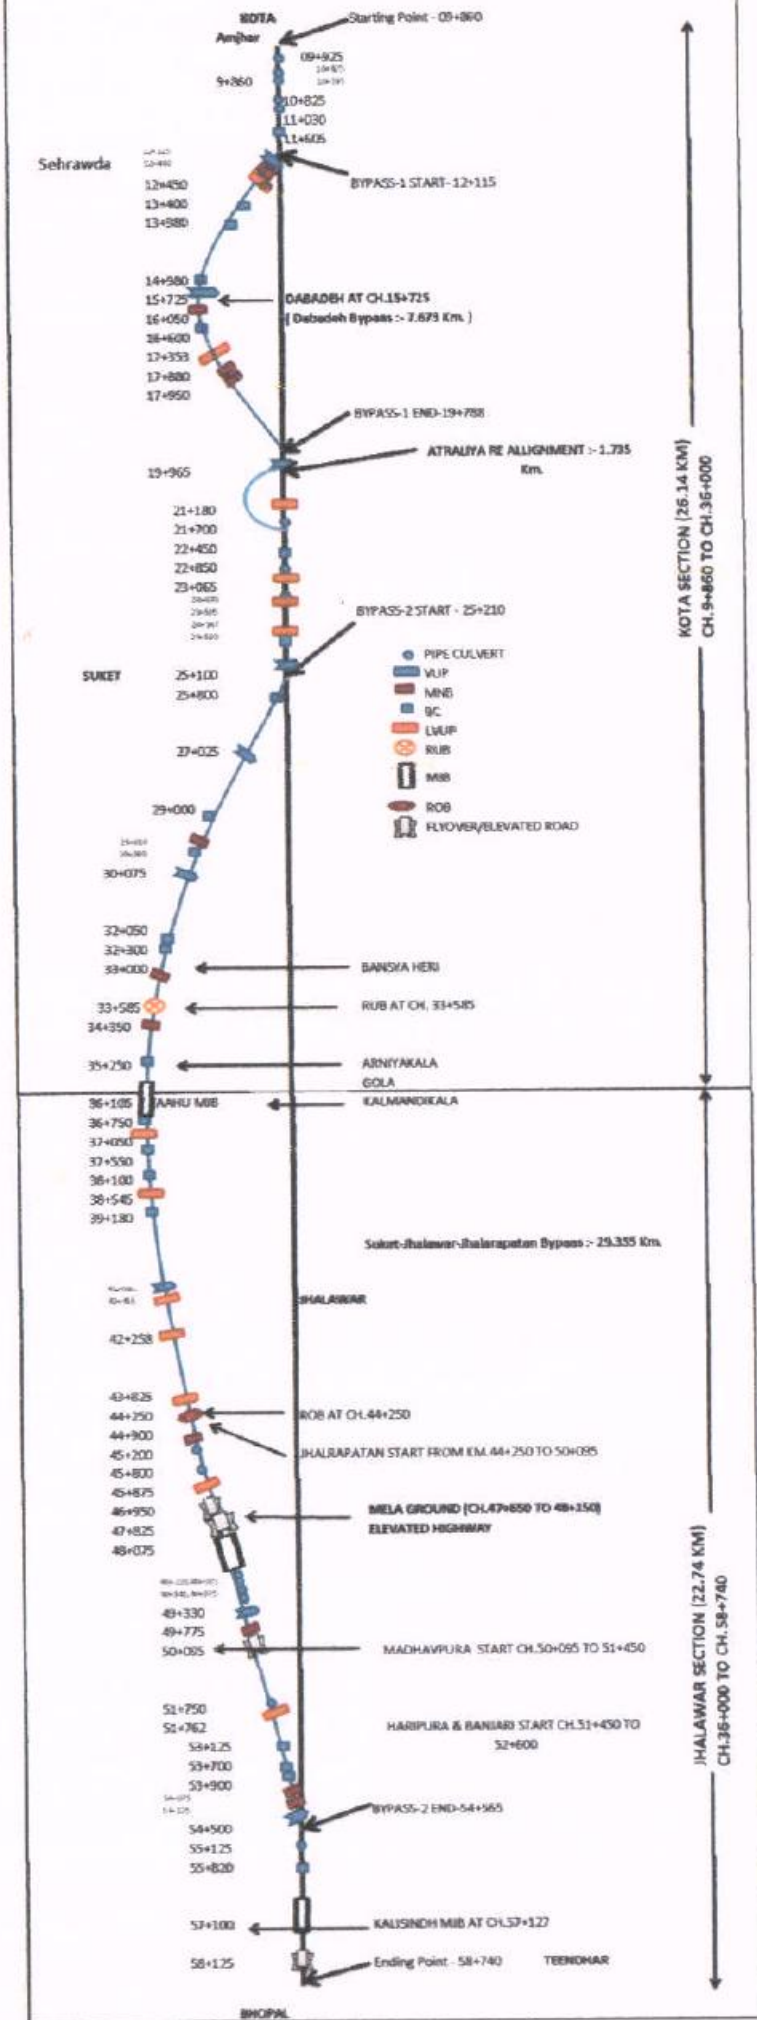 KOTA
Starting Point - 09+860
Amjhar
09+925
9+860
10+825
11+030
11+605
Sehrawda
BYPASS-1 START- 12+115
12+450
13+400
13+980
14+980
15+725
DABADEH AT CH.15+725
( Dabadeh Bypass :- 7.673 Km. )
16+050
16+600
17+353
17+880
17+950
BYPASS-1 END-19+788
ATRALIYA RE ALLIGNMENT :- 1.735
Km.
19+965
21+180
21+700
22+450
22+850
23+065
BYPASS-2 START - 25+210
SUKET
25+100
25+800
PIPE CULVERT
VUP
MNB
BC
LVUP
RUB
MJB
ROB
FLYOVER/ELEVATED ROAD
27+025
29+000
30+075
32+050
32+300
33+000
BANSYA HERI
33+585
RUB AT CH. 33+585
34+350
35+250
ARNIYAKALA
GOLA
KOTA SECTION (26.14 KM)
CH.9+860 TO CH.36+000
36+105
AAHU MJB
KALMANDIKALA
36+750
37+050
37+550
38+100
38+545
39+180
Suket-Jhalawar-Jhalarapatan Bypass :- 29.355 Km.
JHALAWAR
42+258
43+825
44+250
ROB AT CH.44+250
44+900
45+200
JHALRAPATAN START FROM KM.44+250 TO 50+095
45+800
45+875
46+950
MELA GROUND (CH.47+650 TO 48+150)
ELEVATED HIGHWAY
47+825
48+075
49+330
49+775
50+095
MADHAVPURA START CH.50+095 TO 51+450
51+750
51+762
HARIPURA & BANJARI START CH.51+450 TO
52+600
53+125
53+700
53+900
BYPASS-2 END-54+565
54+500
55+125
55+820
57+100
KALISINDH MJB AT CH.57+127
58+125
Ending Point - 58+740
TEENDHAR
BHOPAL
JHALAWAR SECTION (22.74 KM)
CH.36+000 TO CH.58+740